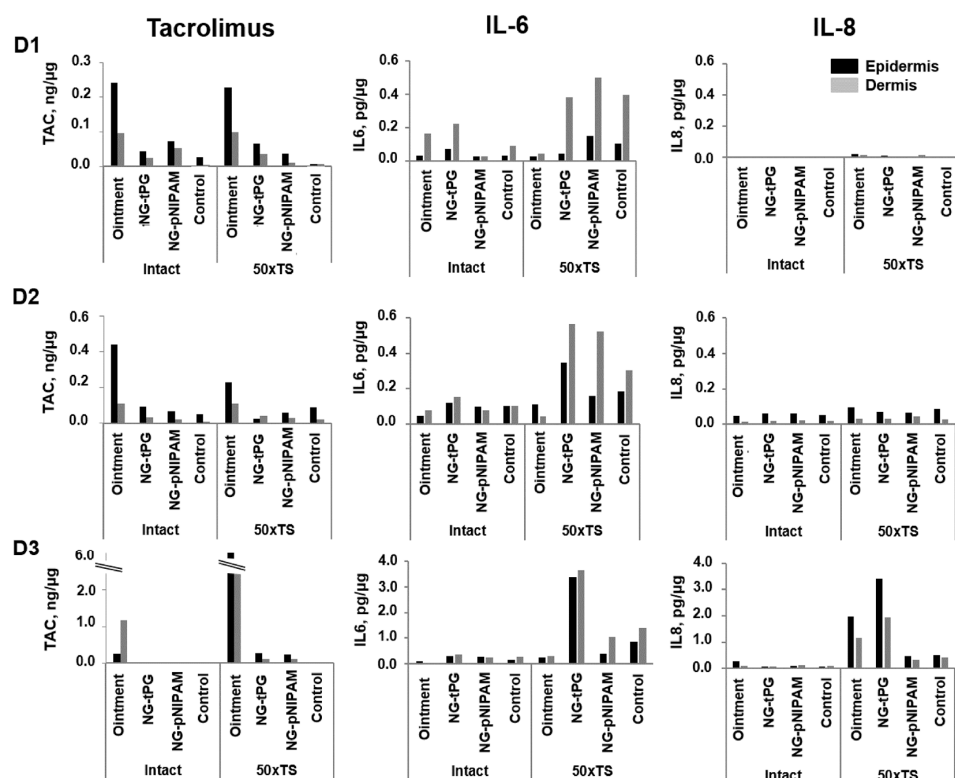 Tacrolimus
IL-6
IL-8
D1
TAC, ng/µg
0.3
0.2
0.1
0.0
Ointment
NG-tPG
NG-pNIPAM
Control
Ointment
NG-tPG
NG-pNIPAM
Control
Intact
50xTS
IL6, pg/µg
0.6
0.4
0.2
0.0
Ointment
NG-tPG
NG-pNIPAM
Control
Ointment
NG-tPG
NG-pNIPAM
Control
Intact
50xTS
IL8, pg/µg
0.6
0.4
0.2
0.0
Epidermis
Dermis
Ointment
NG-tPG
NG-pNIPAM
Control
Ointment
NG-tPG
NG-pNIPAM
Control
Intact
50xTS
D2
TAC, ng/µg
0.6
0.4
0.2
0.0
Ointment
NG-tPG
NG-pNIPAM
Control
Ointment
NG-tPG
NG-pNIPAM
Control
Intact
50xTS
IL6, pg/µg
0.6
0.4
0.2
0.0
Ointment
NG-tPG
NG-pNIPAM
Control
Ointment
NG-tPG
NG-pNIPAM
Control
Intact
50xTS
IL8, pg/µg
0.6
0.4
0.2
0.0
Ointment
NG-tPG
NG-pNIPAM
Control
Ointment
NG-tPG
NG-pNIPAM
Control
Intact
50xTS
D3
TAC, ng/µg
6.0
2.0
1.0
0.0
Ointment
NG-tPG
NG-pNIPAM
Control
Ointment
NG-tPG
NG-pNIPAM
Control
Intact
50xTS
IL6, pg/µg
4.0
3.0
2.0
1.0
0.0
Ointment
NG-tPG
NG-pNIPAM
Control
Ointment
NG-tPG
NG-pNIPAM
Control
Intact
50xTS
IL8, pg/µg
4.0
3.0
2.0
1.0
0.0
Ointment
NG-tPG
NG-pNIPAM
Control
Ointment
NG-tPG
NG-pNIPAM
Control
Intact
50xTS